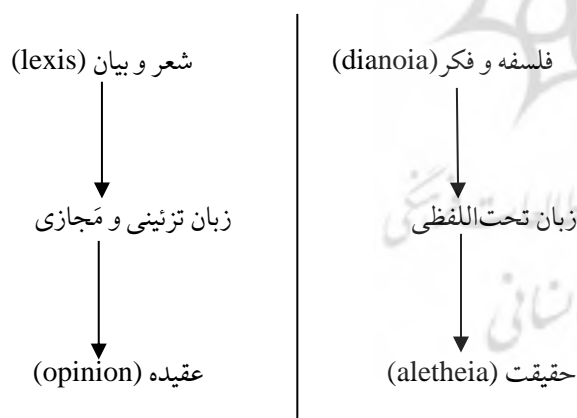 فلسفه و فکر (dianoia)
زبان تحت‌اللفظی
حقیقت (aletheia)
شعر و بیان (lexis)
زبان تزئینی و مَجازی
عقیده (opinion)